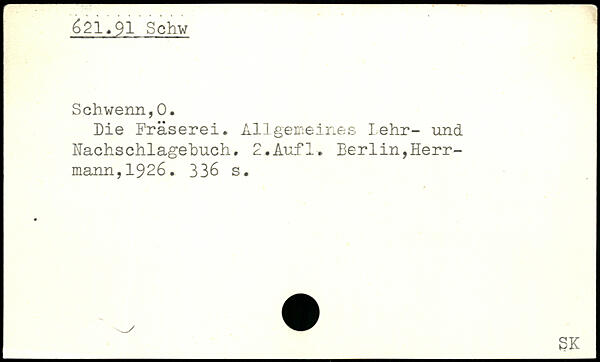 621.91 Schw
Schwenn,O.
Die Fräserei. Allgemeines Lehr- und
Nachschlagebuch. 2.Aufl. Berlin,Herr-
mann,1926. 336 s.
SK